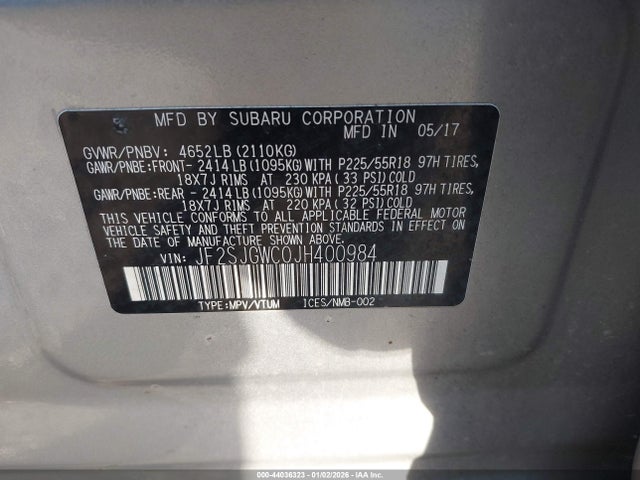 MFD BY SUBARU CORPORATION
MFD IN 05/17
GVWR/PNBV: 4652LB(2110KG)
GAWR/PNBE:FRONT-2414LB(1095KG)WITH P225/55R18 97H TIRES,
18X7J RIMS AT 230 KPA(33 PSI)COLD
GAWR/PNBE:REAR -2414LB(1095KG)WITH P225/55R18 97H TIRES,
18X7J RIMS AT 220 KPA(32 PSI)COLD
THIS VEHICLE CONFORMS TO ALL APPLICABLE FEDERAL MOTOR
VEHICLE SAFETY AND THEFT PREVENTION STANDARDS IN EFFECT ON
THE DATE OF MANUFACTURE SHOWN ABOVE.
VIN: JF2SJGWC0JH400984
TYPE:MPV/VTUM ICES/NMB-002
000-44036323 - 01/02/2026 - IAA Inc.